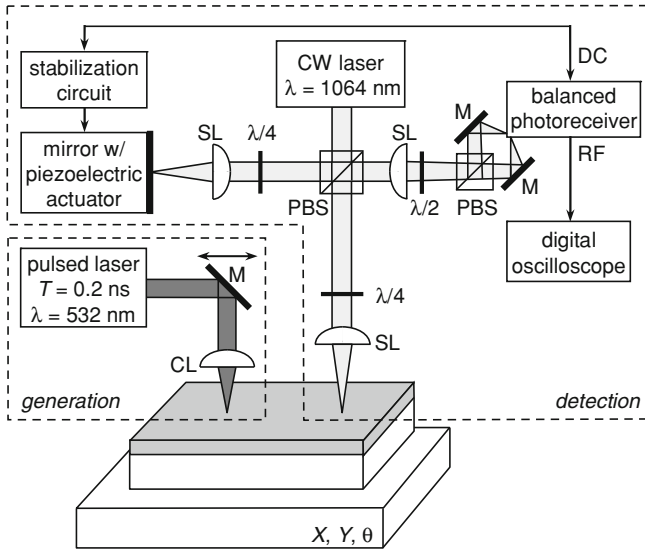 stabilization
circuit
CW laser
λ = 1064 nm
DC
balanced
photoreceiver
RF
mirror w/
piezoelectric
actuator
SL
λ/4
PBS
SL
λ/2
M
PBS
M
digital
oscilloscope
pulsed laser
T = 0.2 ns
λ = 532 nm
M
CL
λ/4
SL
generation
detection
X, Y, θ